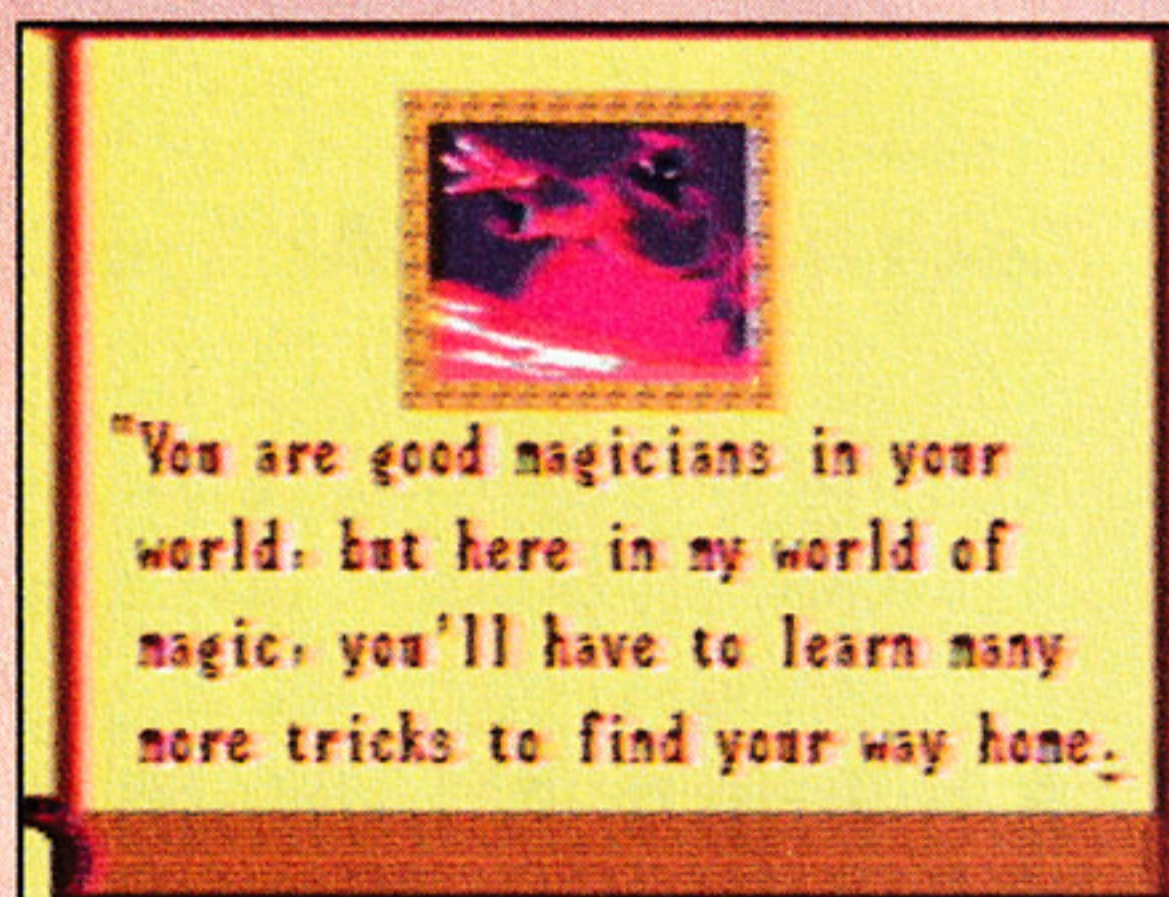 "You are good magicians in your
world, but here in my world of
magic, you'll have to learn many
more tricks to find your way home.